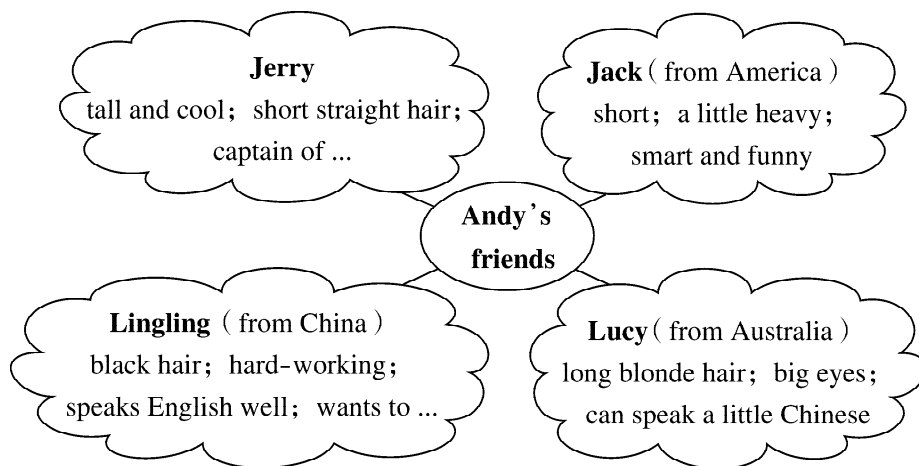 Jerry
tall and cool; short straight hair;
captain of ...
Jack ( from America )
short; a little heavy;
smart and funny
Andy's
friends
Lingling ( from China )
black hair; hard-working;
speaks English well; wants to ...
Lucy ( from Australia )
long blonde hair; big eyes;
can speak a little Chinese